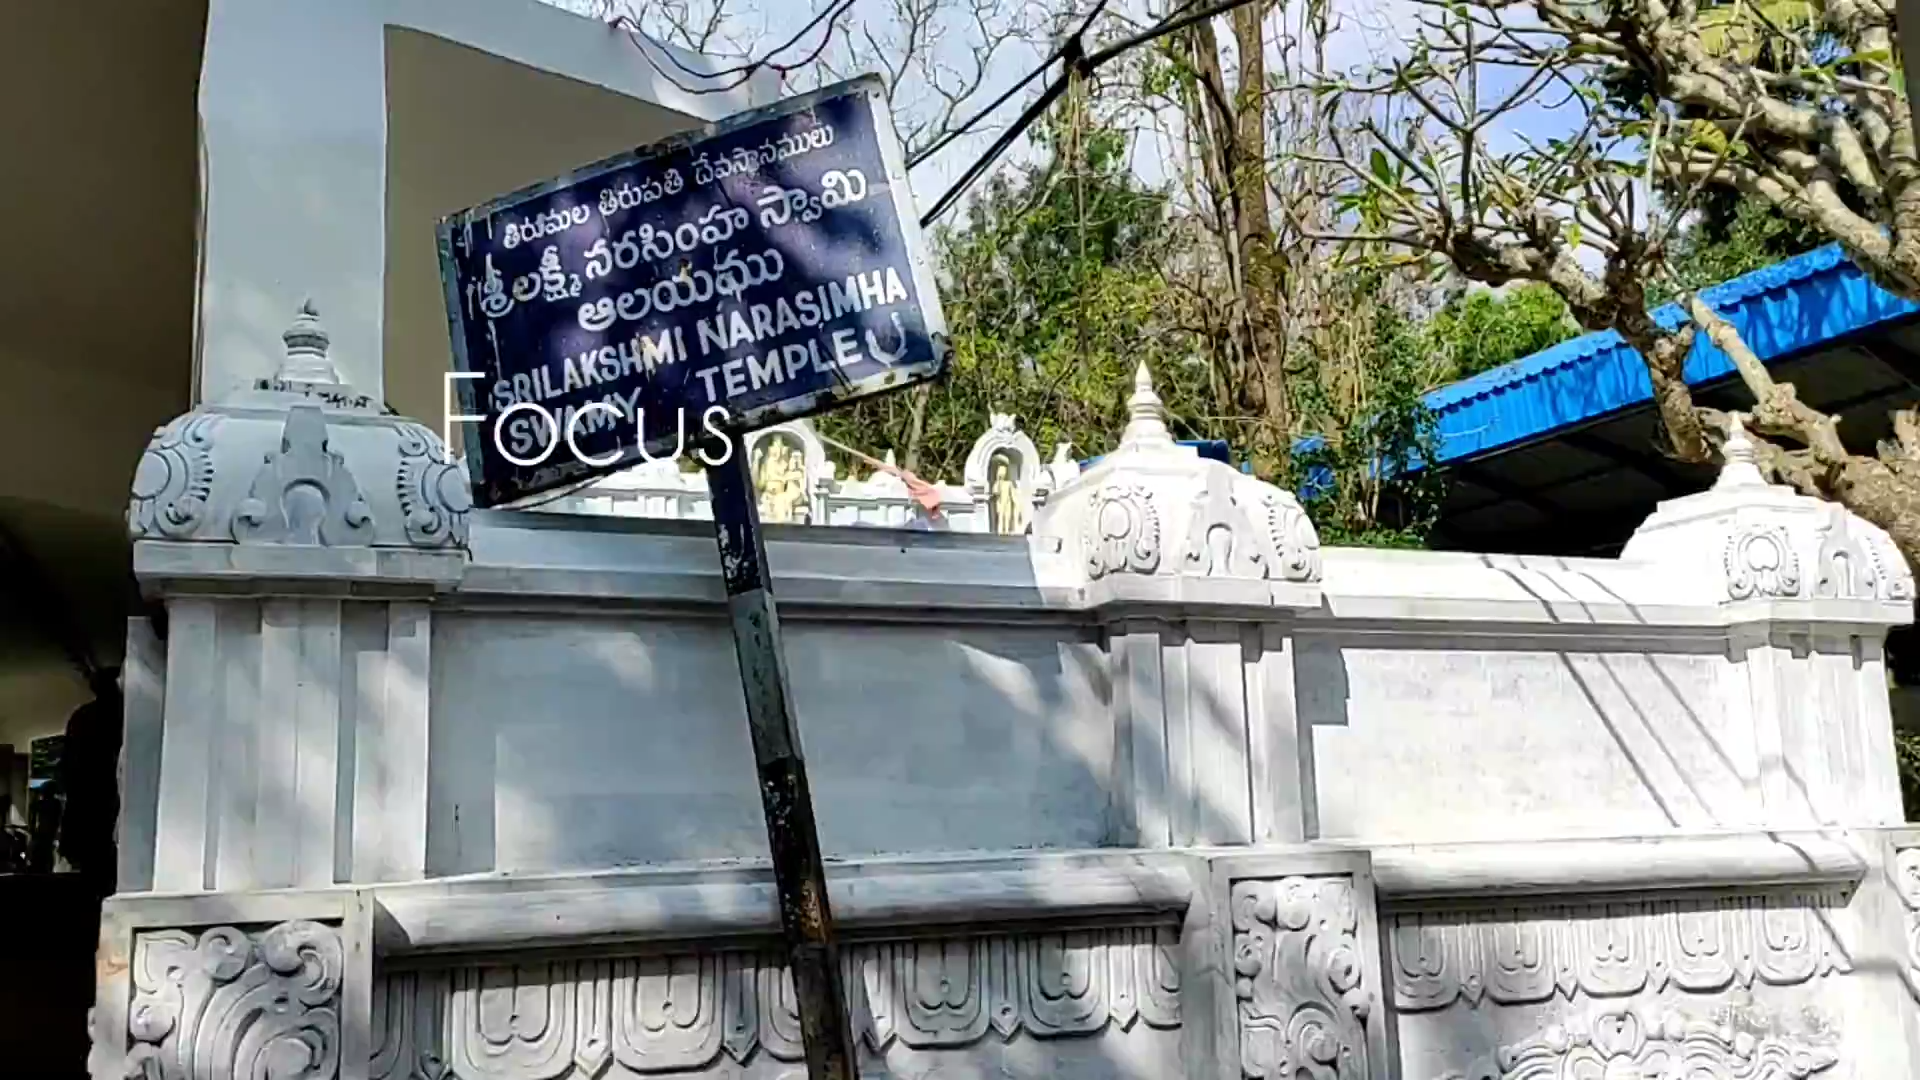 తిరుమల తిరుపతి దేవస్థానములు
శ్రీ లక్ష్మీ నరసింహ స్వామి
ఆలయము
SRILAKSHMI NARASIMHA
SWAMY TEMPLE
Focus